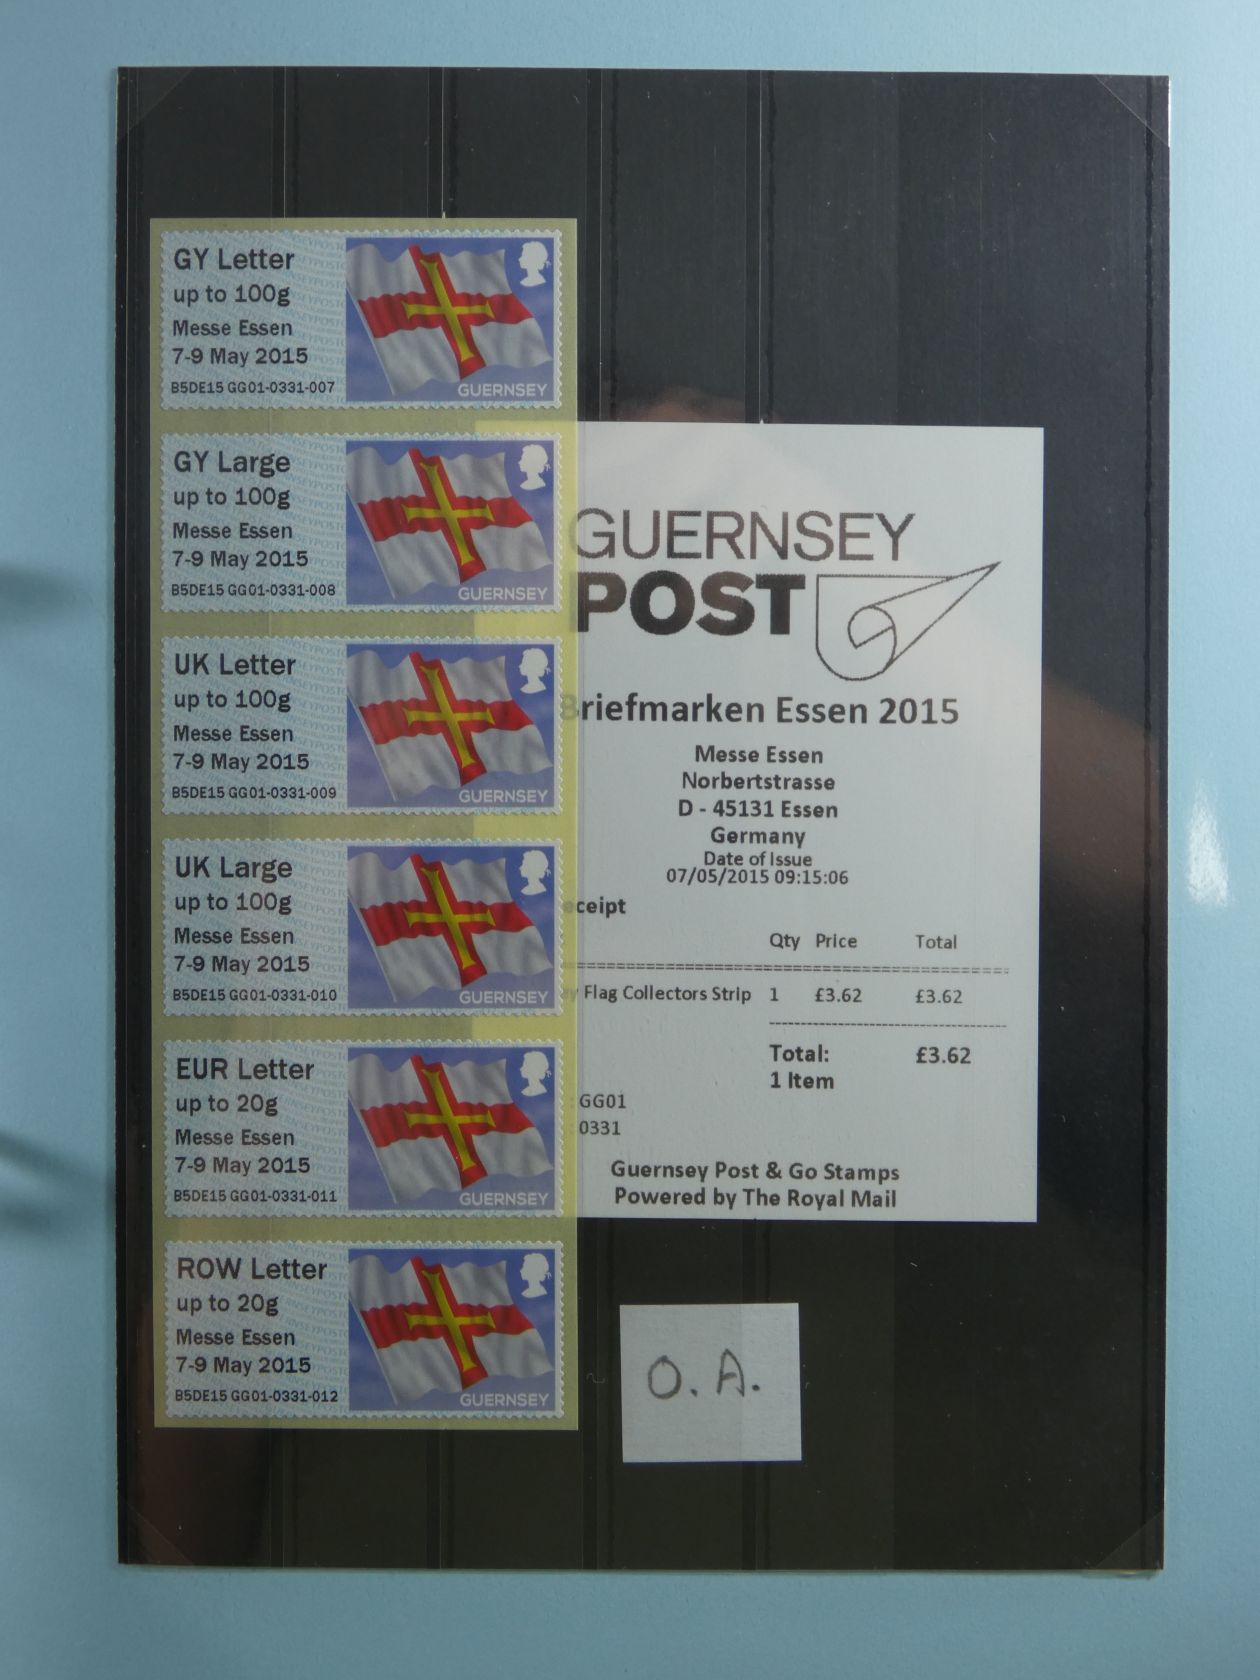 GY Letter
up to 100g
Messe Essen
7-9 May 2015
B5DE15 GG01-0331-007
GUERNSEY
GY Large
up to 100g
Messe Essen
7-9 May 2015
B5DE15 GG01-0331-008
GUERNSEY
UK Letter
up to 100g
Messe Essen
7-9 May 2015
B5DE15 GG01-0331-009
GUERNSEY
UK Large
up to 100g
Messe Essen
7-9 May 2015
B5DE15 GG01-0331-010
GUERNSEY
EUR Letter
up to 20g
Messe Essen
7-9 May 2015
B5DE15 GG01-0331-011
GUERNSEY
ROW Letter
up to 20g
Messe Essen
7-9 May 2015
B5DE15 GG01-0331-012
GUERNSEY
GUERNSEY
POST
Briefmarken Essen 2015
Messe Essen
Norbertstrasse
D - 45131 Essen
Germany
Date of Issue
07/05/2015 09:15:06
eceipt
Qty Price Total
y Flag Collectors Strip 1 £3.62 £3.62
Total: £3.62
1 Item
: GG01
: 0331
Guernsey Post & Go Stamps
Powered by The Royal Mail
O.A.